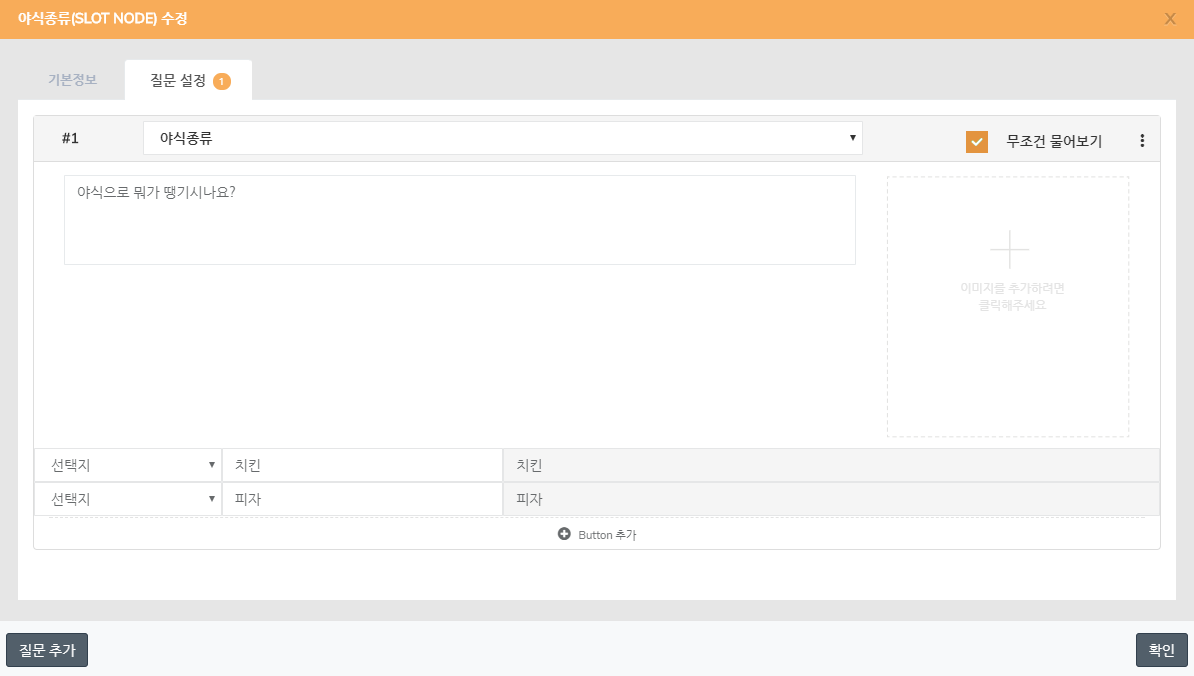 야식종류(SLOT NODE) 수정
X
기본정보
질문 설정 1
#1
야식종류
무조건 물어보기
야식으로 뭐가 땡기시나요?
이미지를 추가하려면
클릭해주세요
선택지 치킨 치킨
선택지 피자 피자
Button 추가
질문 추가
확인